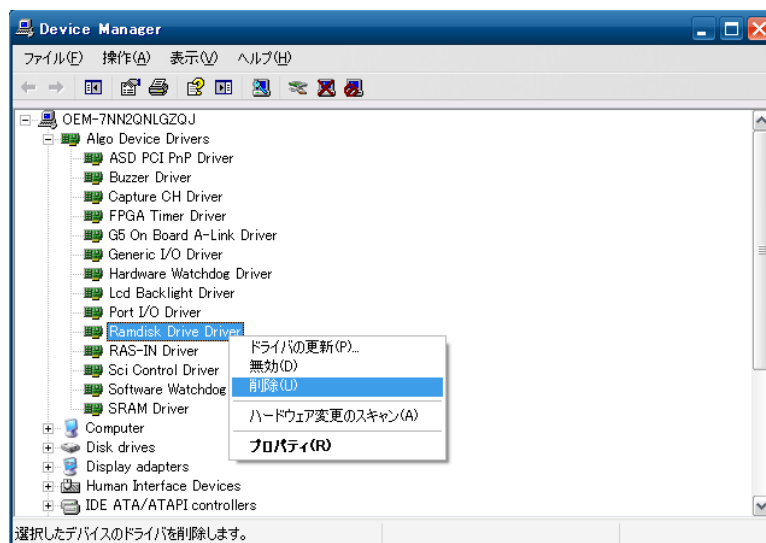 Device Manager
ファイル(F) 操作(A) 表示(V) ヘルプ(H)
OEM-7NN2QNLGZQJ
Algo Device Drivers
ASD PCI PnP Driver
Buzzer Driver
Capture CH Driver
FPGA Timer Driver
G5 On Board A-Link Driver
Generic I/O Driver
Hardware Watchdog Driver
Lcd Backlight Driver
Port I/O Driver
Ramdisk Drive Driver
RAS-IN Driver
Sci Control Driver
Software Watchdog
SRAM Driver
Computer
Disk drives
Display adapters
Human Interface Devices
IDE ATA/ATAPI controllers
ドライバの更新(P)...
無効(D)
削除(U)
ハードウェア変更のスキャン(A)
プロパティ(R)
選択したデバイスのドライバを削除します。